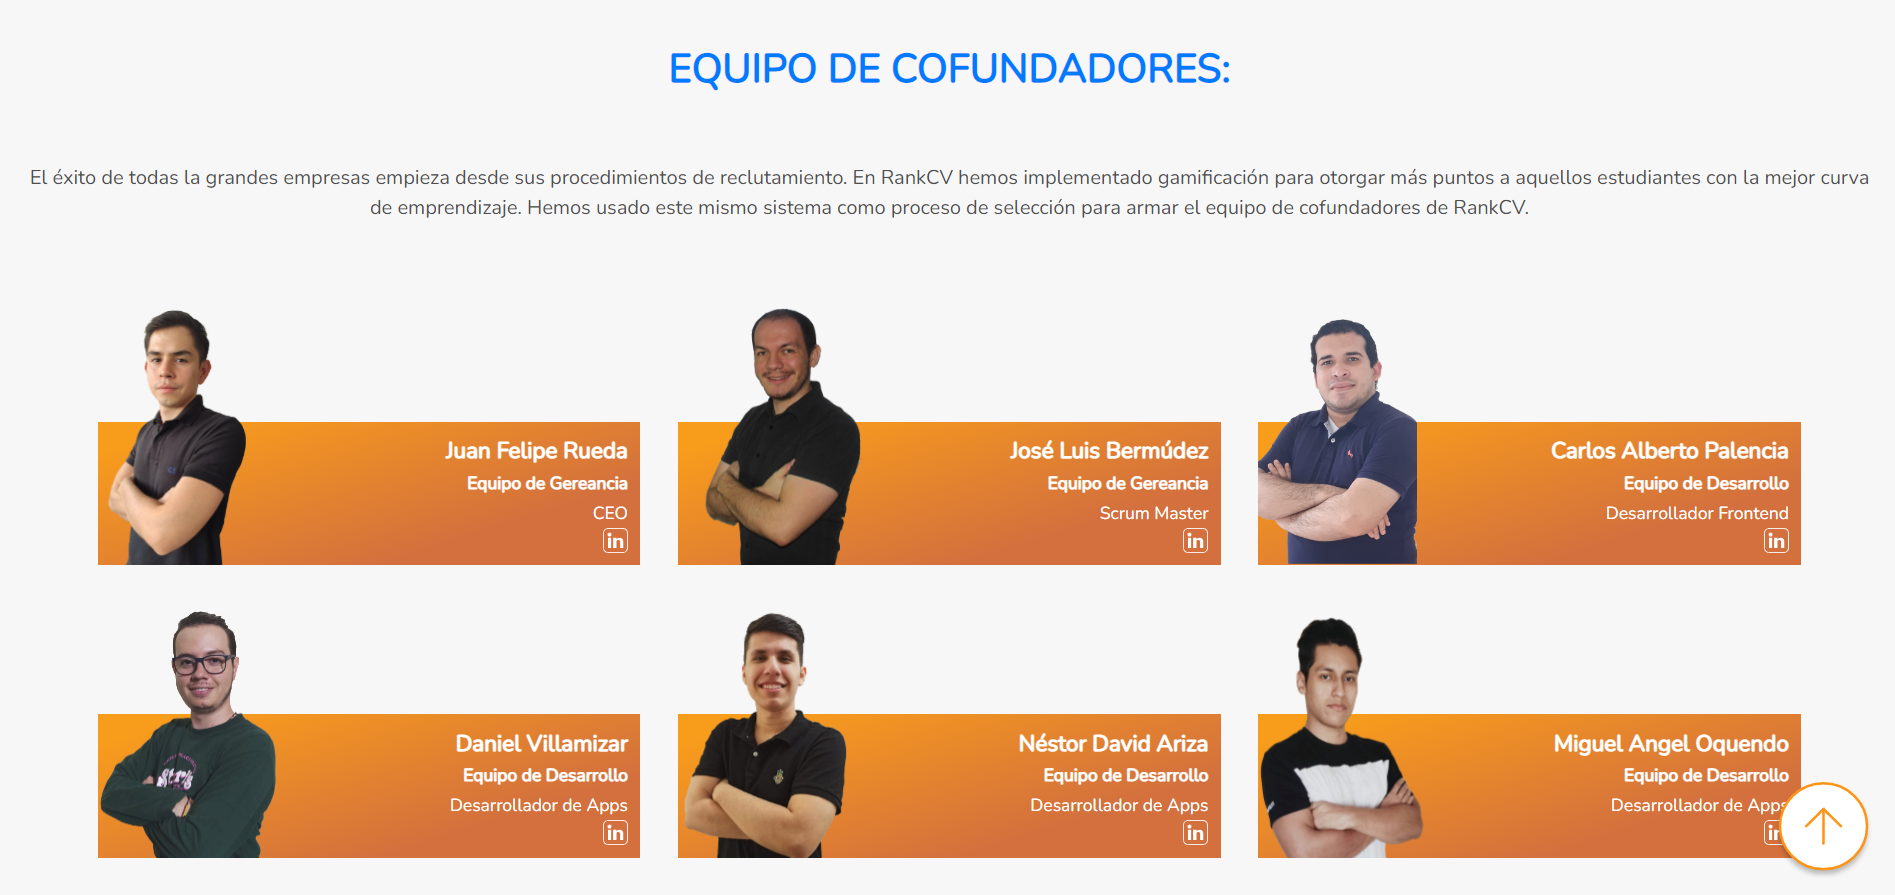 EQUIPO DE COFUNDADORES:
El éxito de todas la grandes empresas empieza desde sus procedimientos de reclutamiento. En RankCV hemos implementado gamificación para otorgar más puntos a aquellos estudiantes con la mejor curva
de emprendizaje. Hemos usado este mismo sistema como proceso de selección para armar el equipo de cofundadores de RankCV.
Juan Felipe Rueda
Equipo de Gereancia
CEO
in
José Luis Bermúdez
Equipo de Gereancia
Scrum Master
in
Carlos Alberto Palencia
Equipo de Desarrollo
Desarrollador Frontend
in
Daniel Villamizar
Equipo de Desarrollo
Desarrollador de Apps
in
Néstor David Ariza
Equipo de Desarrollo
Desarrollador de Apps
in
Miguel Angel Oquendo
Equipo de Desarrollo
Desarrollador de Apps
in